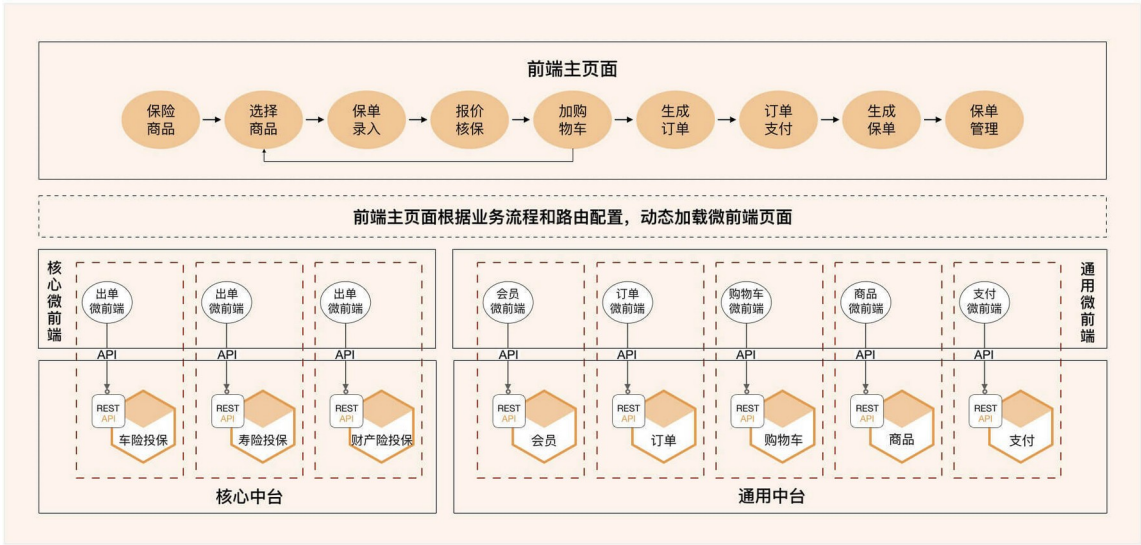 前端主页面
保险
商品
选择
商品
保单
录入
报价
核保
加购
物车
生成
订单
订单
支付
生成
保单
保单
管理
前端主页面根据业务流程和路由配置，动态加载微前端页面
核心微前端
出单
微前端
出单
微前端
出单
微前端
会员
微前端
订单
微前端
购物车
微前端
商品
微前端
支付
微前端
通用微前端
API
API
API
API
API
API
API
API
REST
API
车险投保
REST
API
寿险投保
REST
API
财产险投保
REST
API
会员
REST
API
订单
REST
API
购物车
REST
API
商品
REST
API
支付
核心中台
通用中台